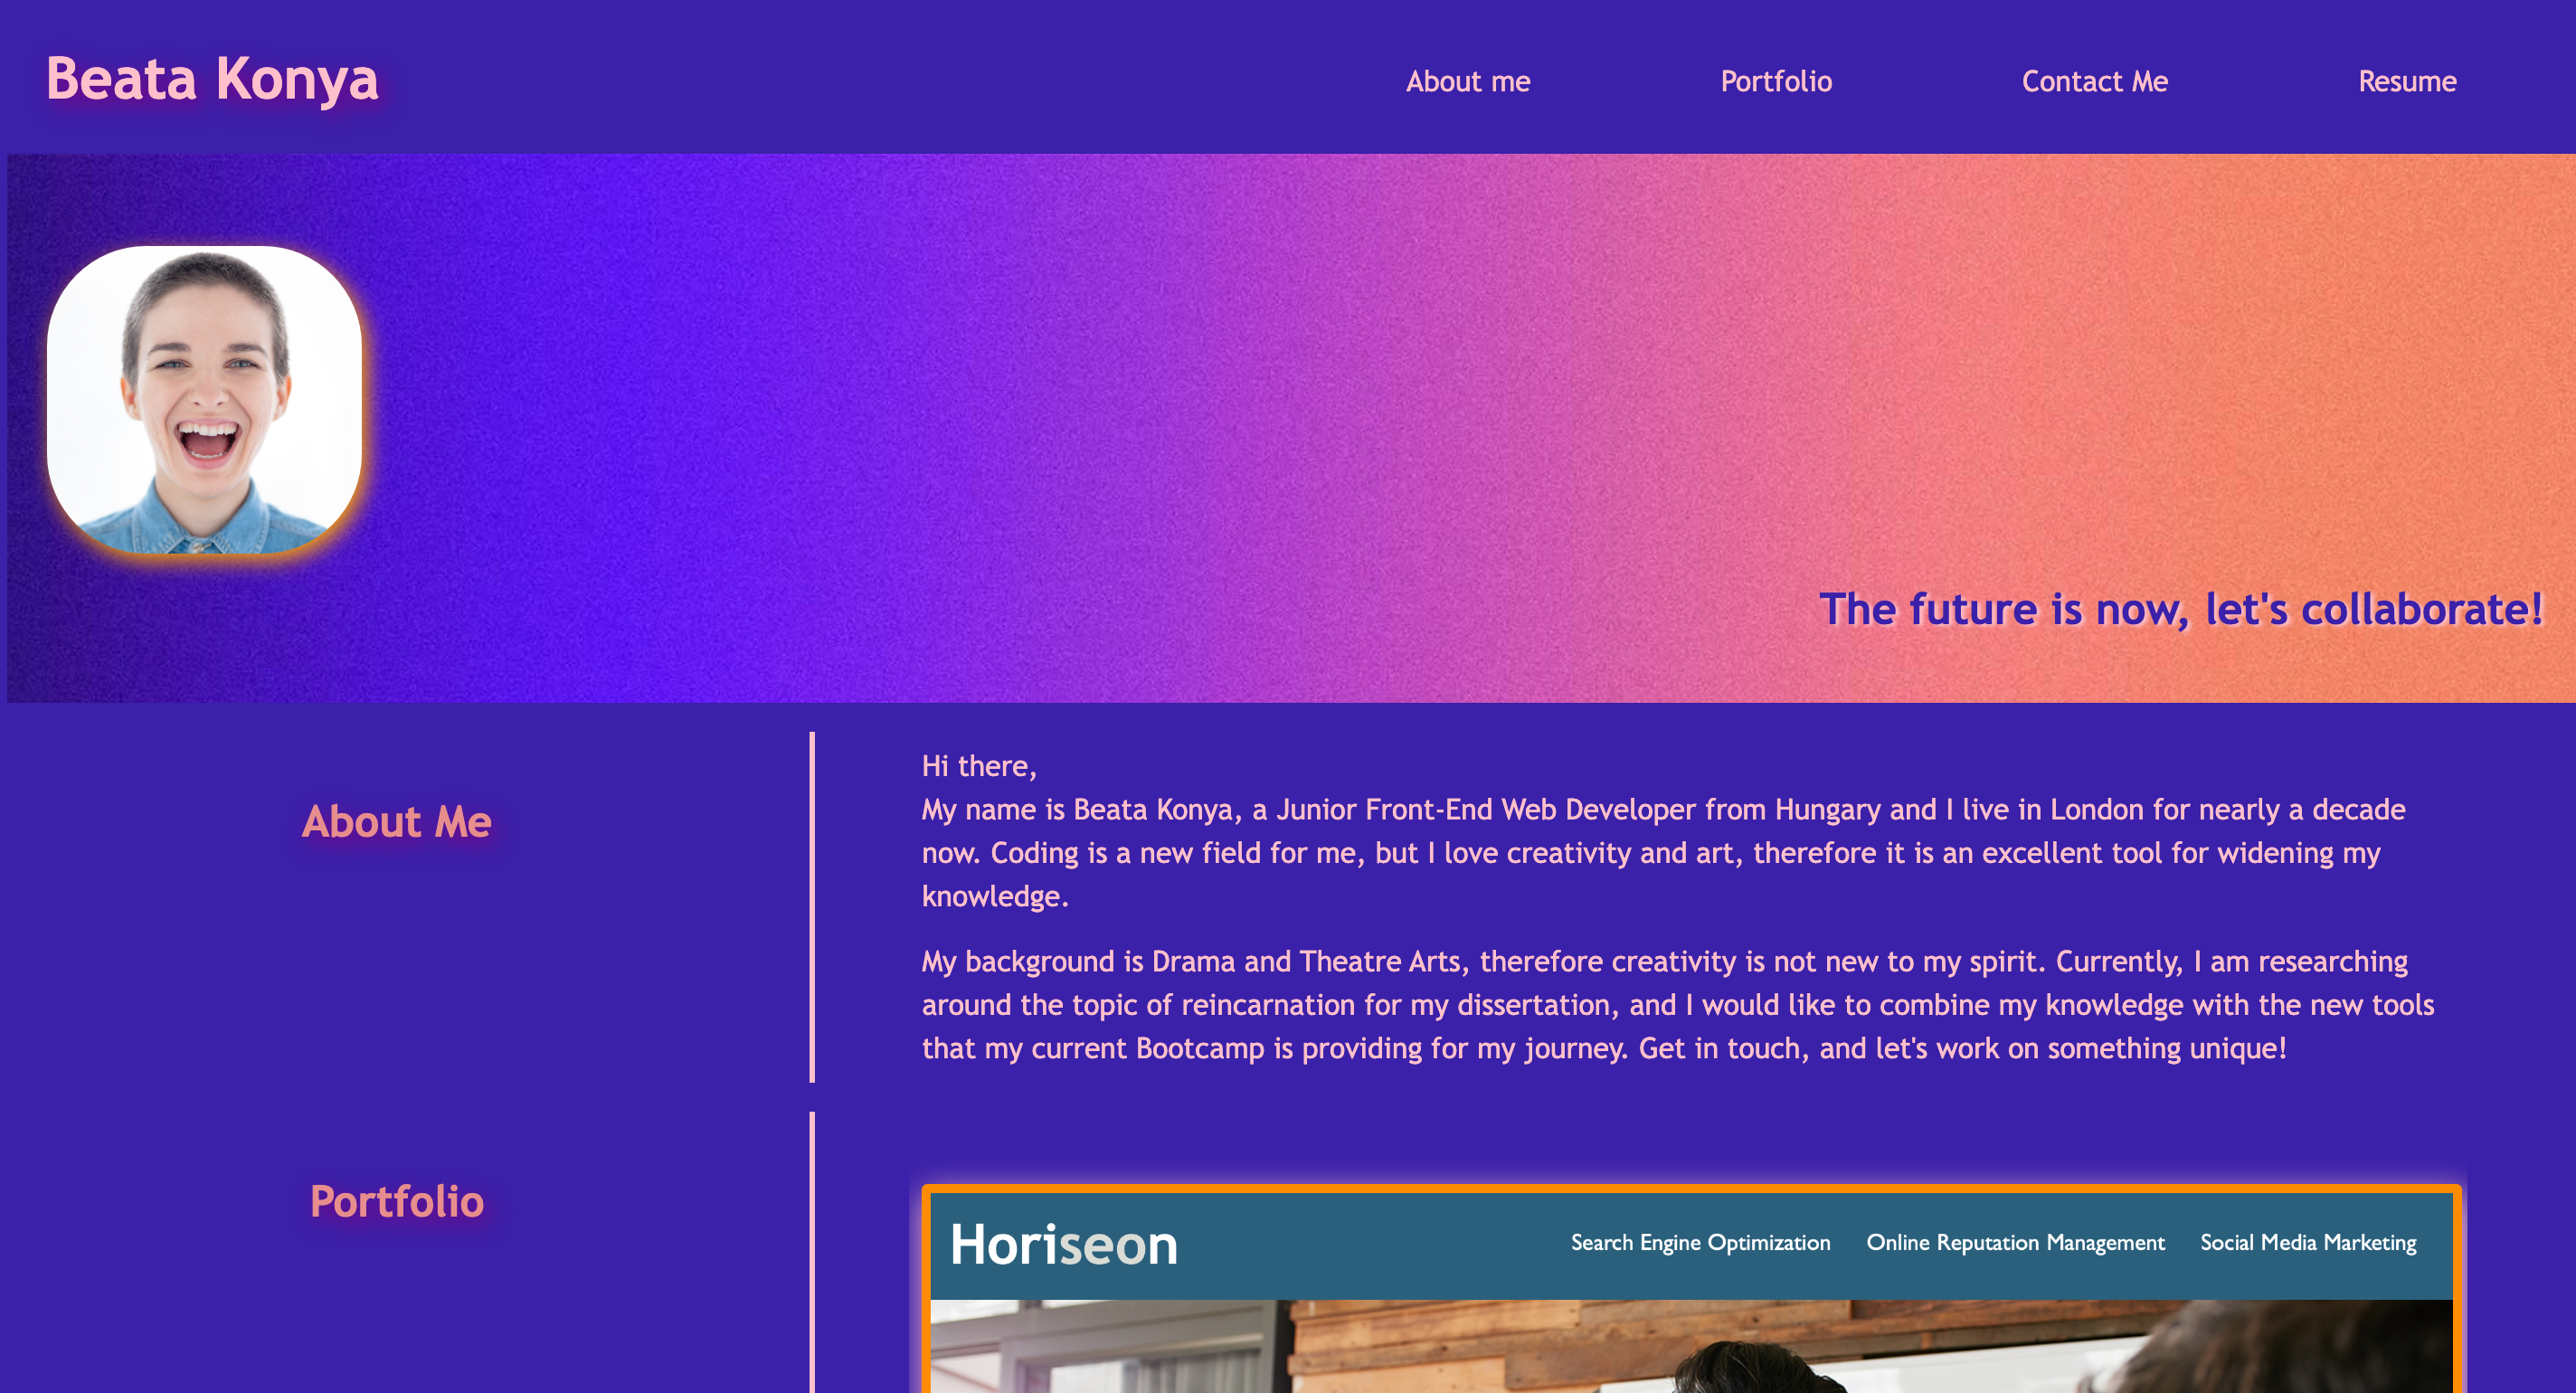 Beata Konya
About me
Portfolio
Contact Me
Resume
The future is now, let's collaborate!
About Me
Hi there,
My name is Beata Konya, a Junior Front-End Web Developer from Hungary and I live in London for nearly a decade
now. Coding is a new field for me, but I love creativity and art, therefore it is an excellent tool for widening my
knowledge.
My background is Drama and Theatre Arts, therefore creativity is not new to my spirit. Currently, I am researching
around the topic of reincarnation for my dissertation, and I would like to combine my knowledge with the new tools
that my current Bootcamp is providing for my journey. Get in touch, and let's work on something unique!
Portfolio
Horiseon
Search Engine Optimization
Online Reputation Management
Social Media Marketing